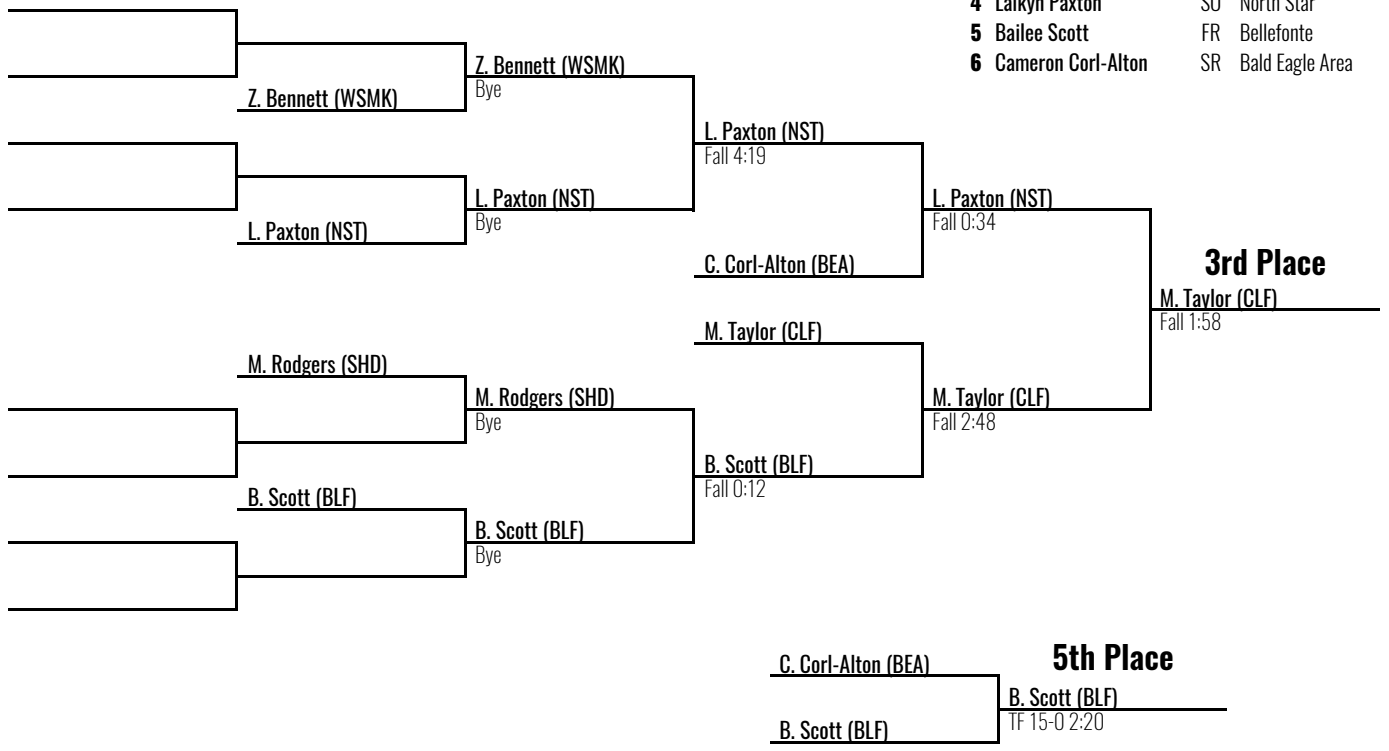 4 Laikyn Paxton SO North Star
5 Bailee Scott FR Bellefonte
6 Cameron Corl-Alton SR Bald Eagle Area
Z. Bennett (WSMK)
Bye
Z. Bennett (WSMK)
L. Paxton (NST)
Fall 4:19
L. Paxton (NST)
Bye
L. Paxton (NST)
Fall 0:34
L. Paxton (NST)
C. Corl-Alton (BEA)
3rd Place
M. Taylor (CLF)
Fall 1:58
M. Taylor (CLF)
M. Rodgers (SHD)
M. Rodgers (SHD)
Bye
M. Taylor (CLF)
Fall 2:48
B. Scott (BLF)
Fall 0:12
B. Scott (BLF)
B. Scott (BLF)
Bye
C. Corl-Alton (BEA)
5th Place
B. Scott (BLF)
TF 15-0 2:20
B. Scott (BLF)